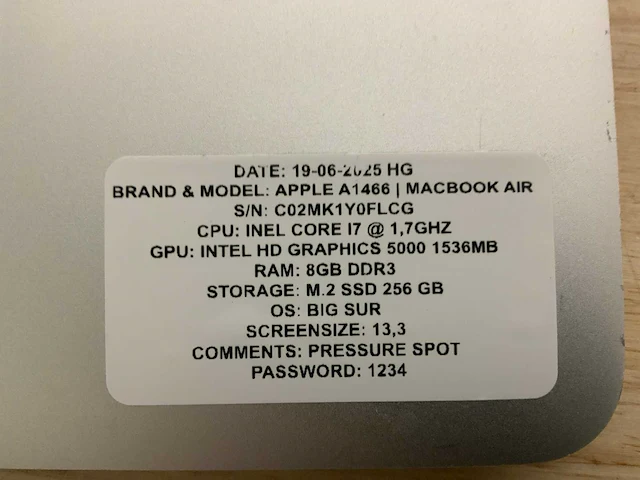 DATE: 19-06-2025 HG
BRAND & MODEL: APPLE A1466 | MACBOOK AIR
S/N: C02MK1Y0FLCG
CPU: INEL CORE I7 @ 1,7GHZ
GPU: INTEL HD GRAPHICS 5000 1536MB
RAM: 8GB DDR3
STORAGE: M.2 SSD 256 GB
OS: BIG SUR
SCREENSIZE: 13,3
COMMENTS: PRESSURE SPOT
PASSWORD: 1234